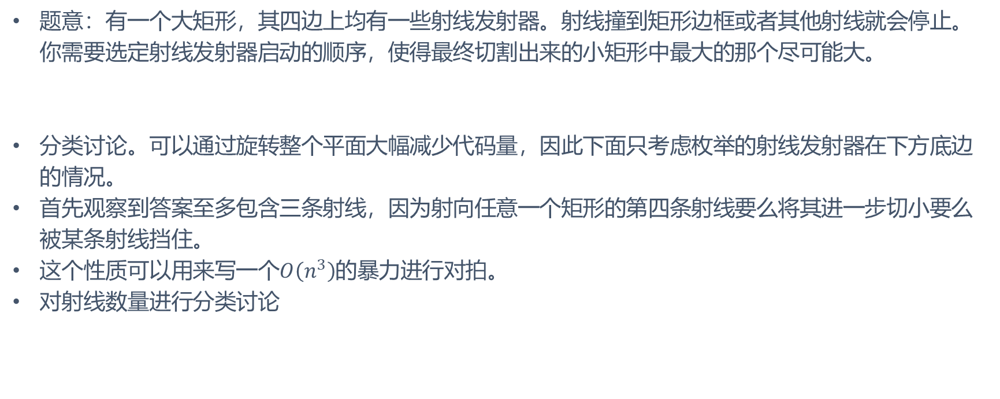 • 题意：有一个大矩形，其四边上均有一些射线发射器。射线撞到矩形边框或者其他射线就会停止。
你需要选定射线发射器启动的顺序，使得最终切割出来的小矩形中最大的那个尽可能大。
• 分类讨论。可以通过旋转整个平面大幅减少代码量，因此下面只考虑枚举的射线发射器在下方底边
的情况。
• 首先观察到答案至多包含三条射线，因为射向任意一个矩形的第四条射线要么将其进一步切小要么
被某条射线挡住。
• 这个性质可以用来写一个O(n³)的暴力进行对拍。
• 对射线数量进行分类讨论